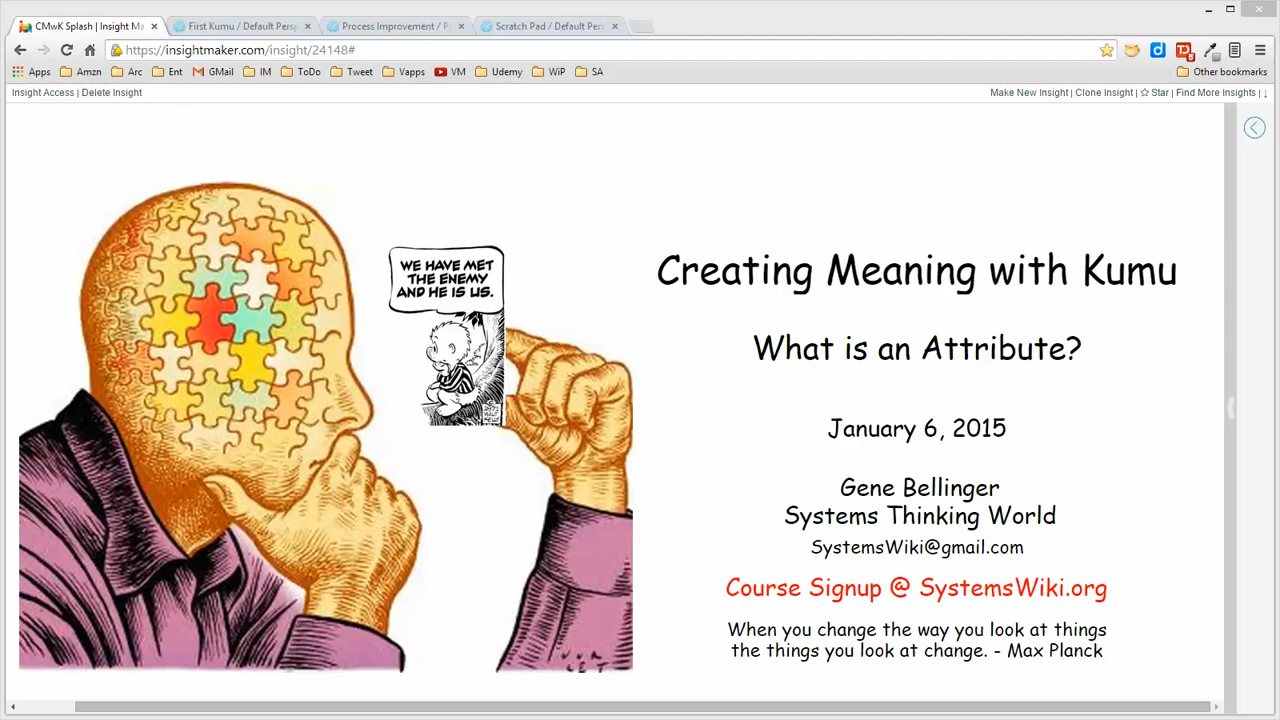 CMwK Splash | Insight Ma
First Kumu / Default Persp
Process Improvement / P
Scratch Pad / Default Per
https://insightmaker.com/insight/24148#
Apps Amzn Arc Ent GMail IM ToDo Tweet Vapps VM Udemy WiP SA Other bookmarks
Insight Access | Delete Insight
Make New Insight | Clone Insight | Star | Find More Insights |
WE HAVE MET
THE ENEMY
AND HE IS US.
Creating Meaning with Kumu
What is an Attribute?
January 6, 2015
Gene Bellinger
Systems Thinking World
SystemsWiki@gmail.com
Course Signup @ SystemsWiki.org
When you change the way you look at things
the things you look at change. - Max Planck